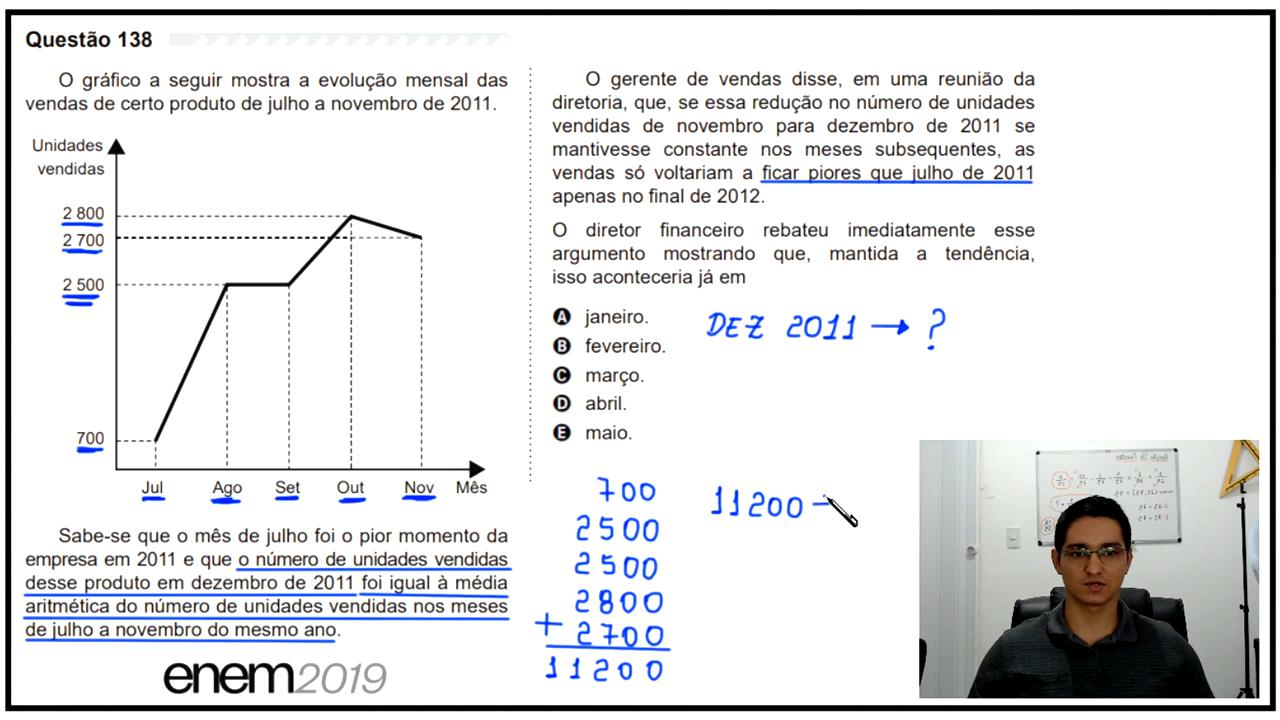 Questão 138
O gráfico a seguir mostra a evolução mensal das
vendas de certo produto de julho a novembro de 2011.
Unidades
vendidas
2 800
2 700
2 500
700
Jul Ago Set Out Nov Mês
Sabe-se que o mês de julho foi o pior momento da
empresa em 2011 e que o número de unidades vendidas
desse produto em dezembro de 2011 foi igual à média
aritmética do número de unidades vendidas nos meses
de julho a novembro do mesmo ano.
enem2019
O gerente de vendas disse, em uma reunião da
diretoria, que, se essa redução no número de unidades
vendidas de novembro para dezembro de 2011 se
mantivesse constante nos meses subsequentes, as
vendas só voltariam a ficar piores que julho de 2011
apenas no final de 2012.
O diretor financeiro rebateu imediatamente esse
argumento mostrando que, mantida a tendência,
isso aconteceria já em
A janeiro.
B fevereiro.
C março.
D abril.
E maio.
DEZ 2011 → ?
700
2500
2500
2800
+ 2700
11200
11200 –